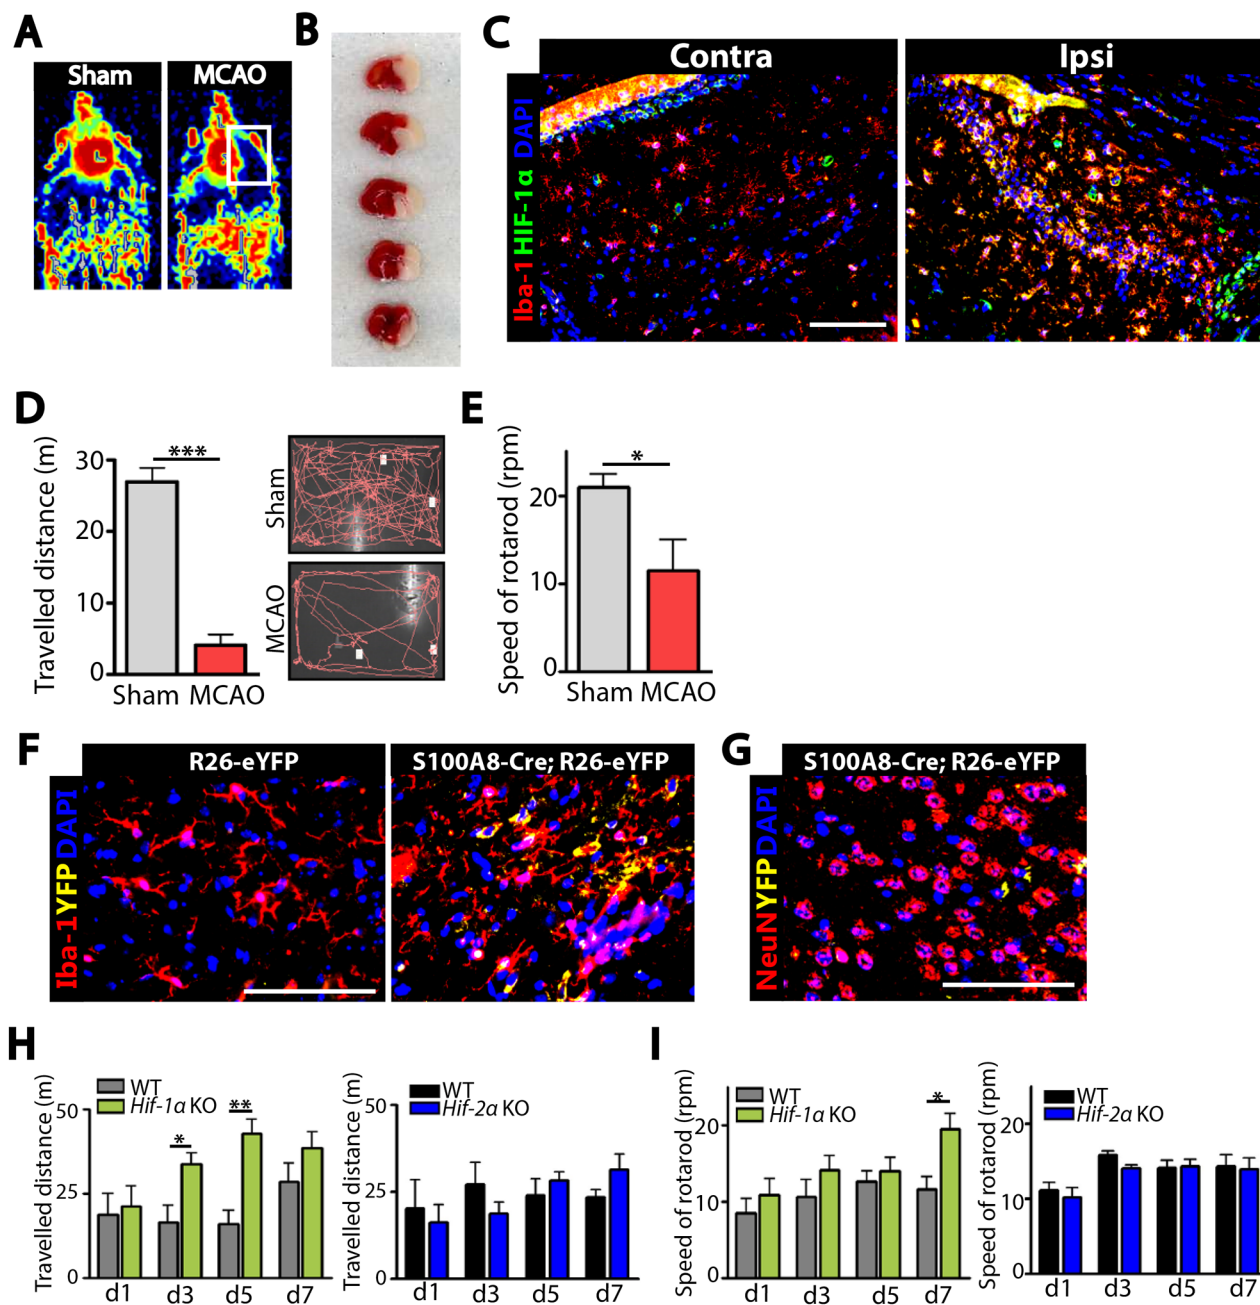 A
Sham
MCAO
B
C
Contra
Ipsi
Iba-1 HIF-1α DAPI
D
Travelled distance (m)
30
20
10
0
***
Sham MCAO
Sham
MCAO
E
Speed of rotarod (rpm)
20
10
0
*
Sham MCAO
F
R26-eYFP
S100A8-Cre; R26-eYFP
Iba-1 YFP DAPI
G
S100A8-Cre; R26-eYFP
NeuN YFP DAPI
H
Travelled distance (m)
WT
Hif-1α KO
50
25
0
*
**
d1 d3 d5 d7
Travelled distance (m)
WT
Hif-2α KO
50
25
0
d1 d3 d5 d7
I
Speed of rotarod (rpm)
WT
Hif-1α KO
20
10
0
*
d1 d3 d5 d7
Speed of rotarod (rpm)
WT
Hif-2α KO
20
10
0
d1 d3 d5 d7